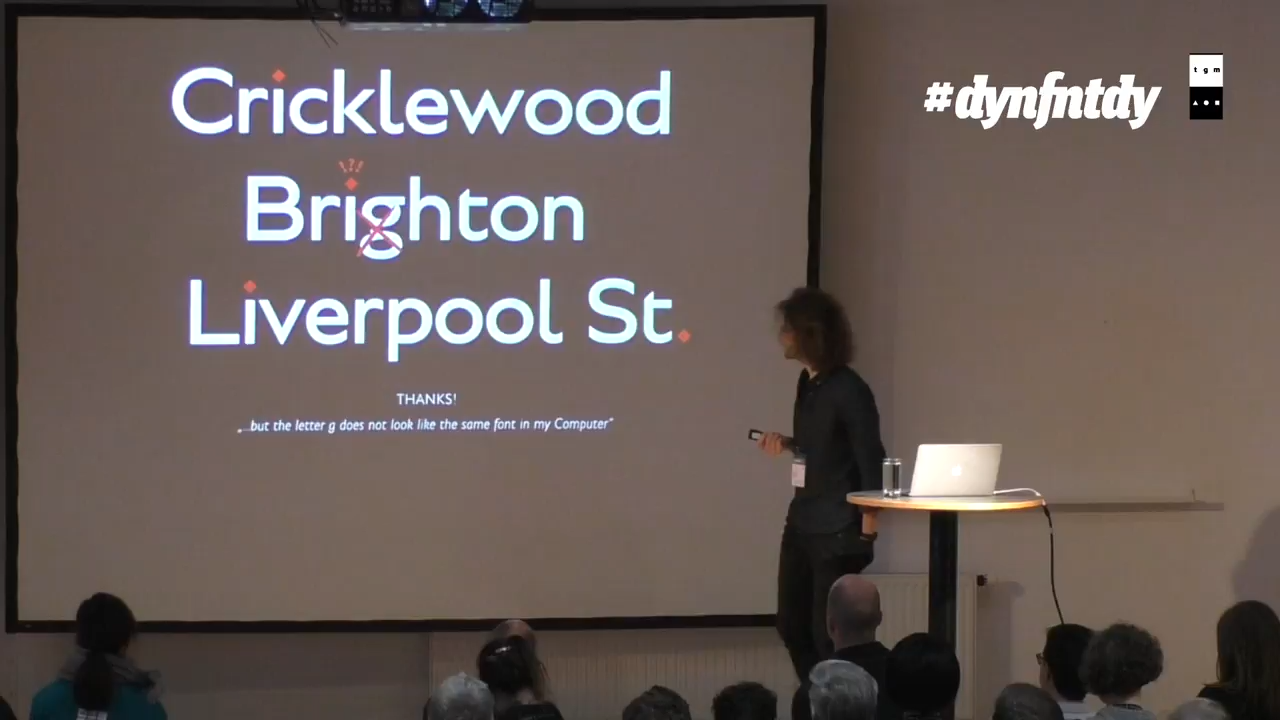 Cricklewood
!?!
Brighton
Liverpool St.
THANKS!
„...but the letter g does not look like the same font in my Computer“
#dynfntdy
tgm